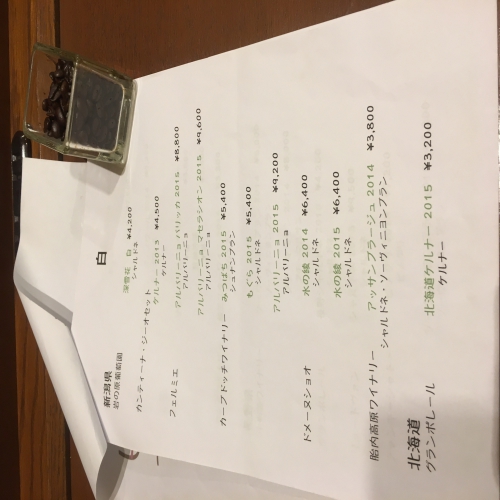 白
新潟県
岩の原葡萄園
深雪花 白 ¥4,200
シャルドネ
カンティーナ・ジーオセット
ケルナー 2013 ¥4,500
ケルナー
フェルミエ
アルバリーニョ バリッカ 2015 ¥8,800
アルバリーニョ
アルバリーニョ マセラシオン 2015 ¥9,600
アルバリーニョ
カーブドッチワイナリー みつばち 2015 ¥5,400
シュナンブラン
もぐら 2015 ¥5,400
シャルドネ
アルバリーニョ 2015 ¥9,200
アルバリーニョ
ドメーヌショオ 水の綾 2014 ¥6,400
シャルドネ
水の綾 2015 ¥6,400
シャルドネ
胎内高原ワイナリー アッサンブラージュ 2014 ¥3,800
シャルドネ・ソーヴィニヨンブラン
北海道
グランポレール 北海道ケルナー 2015 ¥3,200
ケルナー